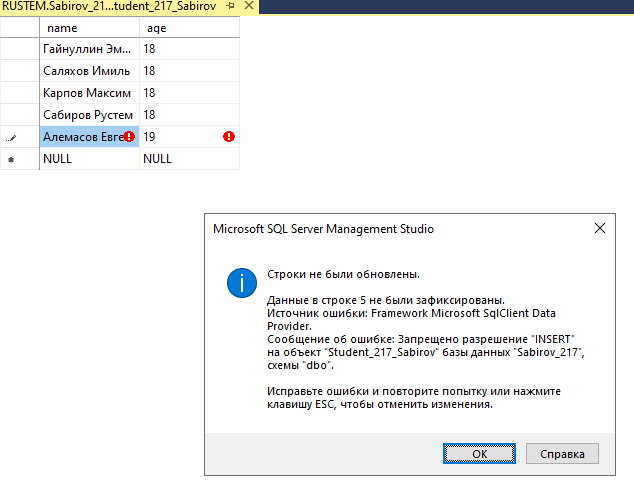 RUSTEM.Sabirov_21...tudent_217_Sabirov
name age
Гайнуллин Эм... 18
Саляхов Имиль 18
Карпов Максим 18
Сабиров Рустем 18
Алемасов Евге 19
NULL NULL
Microsoft SQL Server Management Studio
Строки не были обновлены.
Данные в строке 5 не были зафиксированы.
Источник ошибки: Framework Microsoft SqlClient Data
Provider.
Сообщение об ошибке: Запрещено разрешение "INSERT"
на объект "Student_217_Sabirov" базы данных "Sabirov_217",
схемы "dbo".
Исправьте ошибки и повторите попытку или нажмите
клавишу ESC, чтобы отменить изменения.
OK Справка